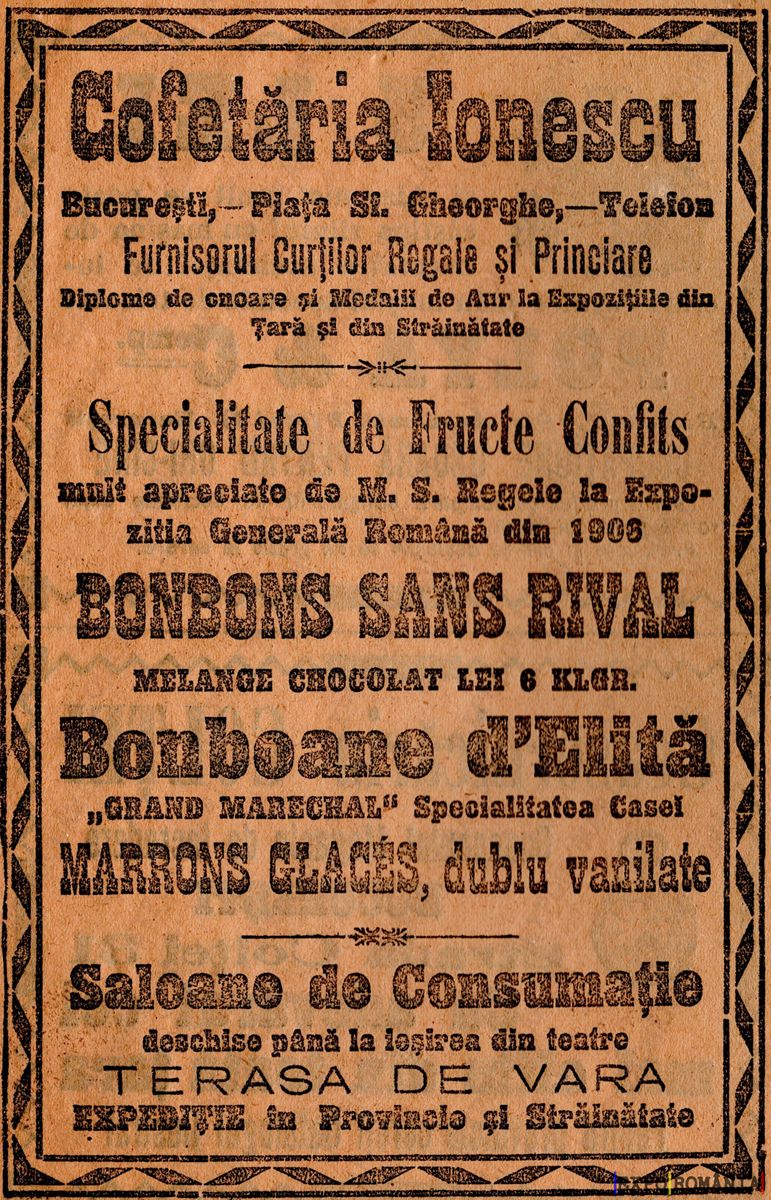 Cofetăria Ionescu
București,—Piața Sf. Gheorghe,—Telefon
Furnisorul Curților Regale și Princiare
Diplome de onoare și Medalii de Aur la Expozițiile din
Țară și din Străinătate
Specialitate de Fructe Confits
mult apreciate de M. S. Regele la Expo-
zitia Generală Română din 1906
BONBONS SANS RIVAL
MELANGE CHOCOLAT LEI 6 KLGR.
Bonboane d'Elită
„GRAND MARECHAL“ Specialitatea Casei
MARRONS GLACÉS, dublu vanilate
Saloane de Consumație
deschise până la ieșirea din teatre
TERASA DE VARA
EXPEDIȚIE în Provincie și Străinătate
EXPO ROMANIA